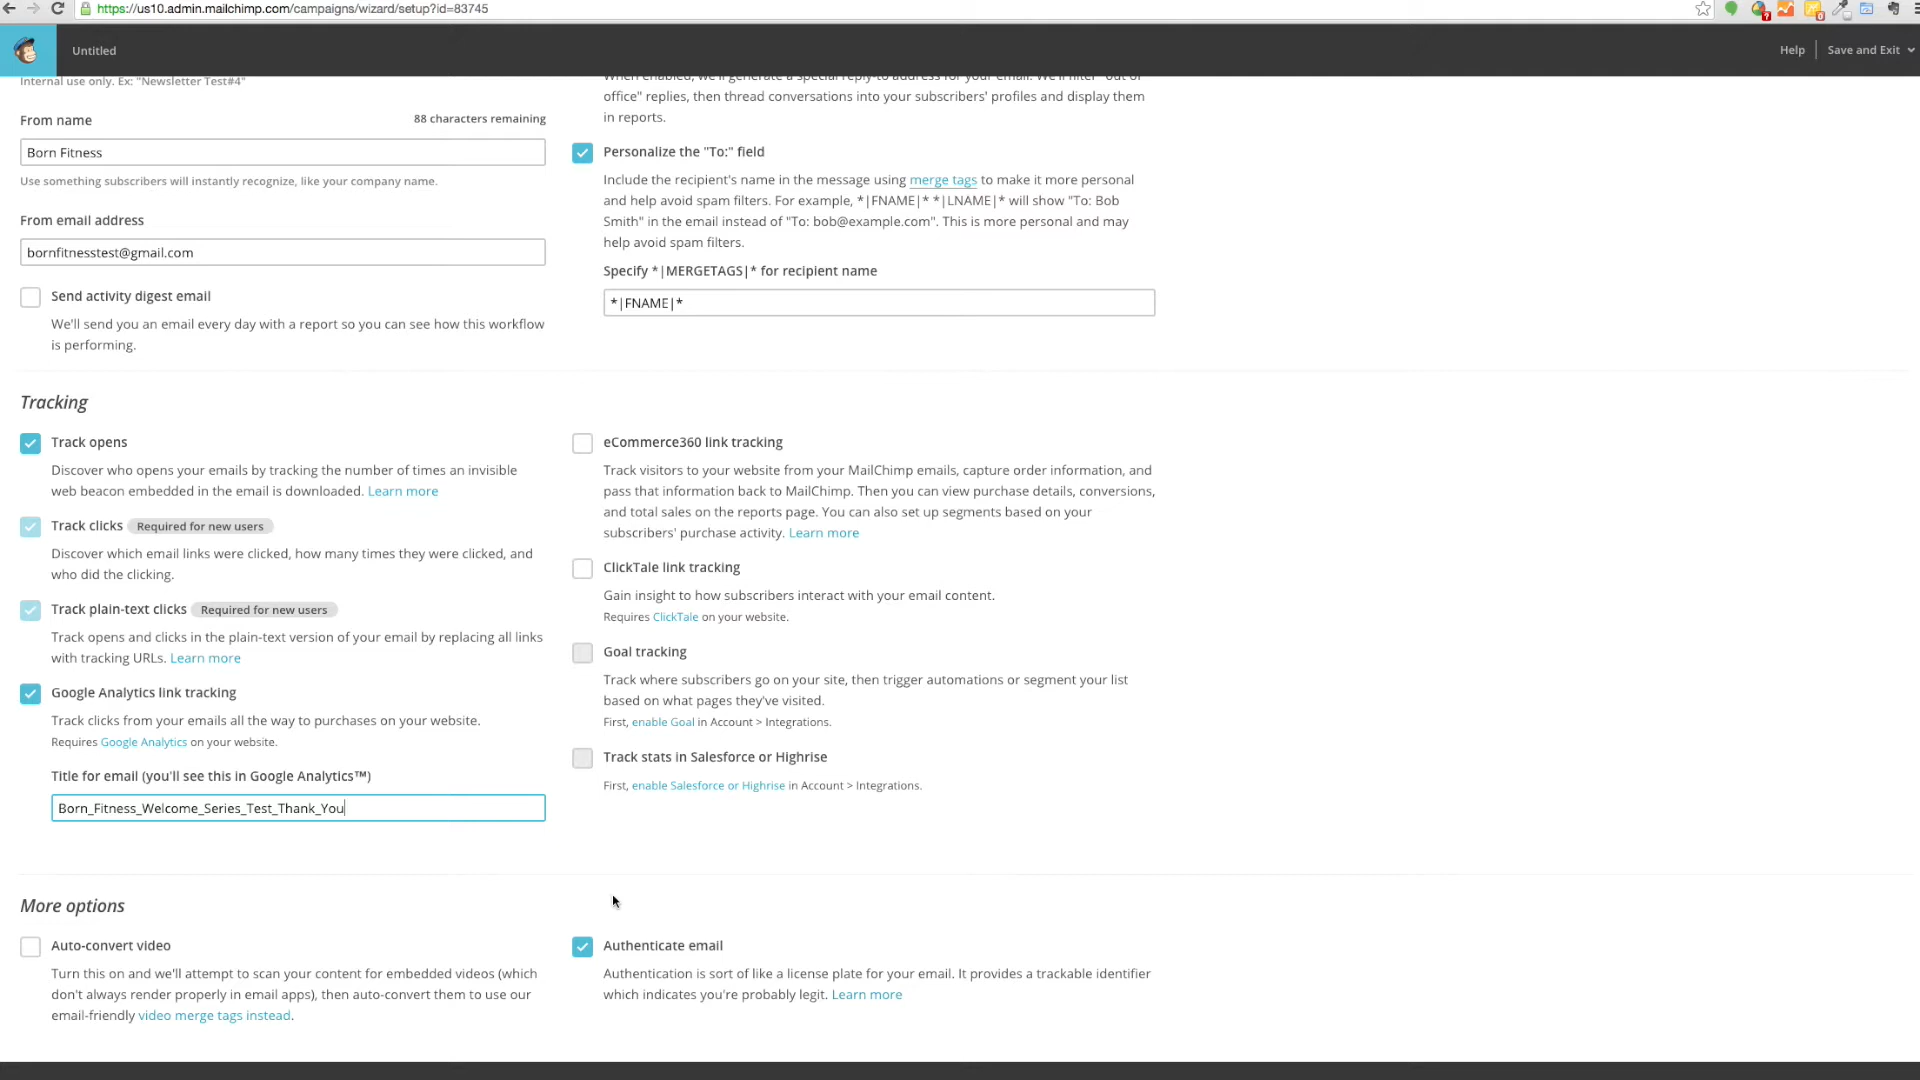 https://us10.admin.mailchimp.com/campaigns/wizard/setup?id=83745
Untitled
Help
Save and Exit
Internal use only. Ex: "Newsletter Test#4"
From name
88 characters remaining
Born Fitness
Use something subscribers will instantly recognize, like your company name.
From email address
bornfitnesstest@gmail.com
Send activity digest email
We'll send you an email every day with a report so you can see how this workflow
is performing.
When enabled, we'll generate a special reply-to address for your email. We'll filter "out of
office" replies, then thread conversations into your subscribers' profiles and display them
in reports.
Personalize the "To:" field
Include the recipient's name in the message using merge tags to make it more personal
and help avoid spam filters. For example, *|FNAME|* *|LNAME|* will show "To: Bob
Smith" in the email instead of "To: bob@example.com". This is more personal and may
help avoid spam filters.
Specify *|MERGETAGS|* for recipient name
*|FNAME|*
Tracking
Track opens
Discover who opens your emails by tracking the number of times an invisible
web beacon embedded in the email is downloaded. Learn more
Track clicks Required for new users
Discover which email links were clicked, how many times they were clicked, and
who did the clicking.
Track plain-text clicks Required for new users
Track opens and clicks in the plain-text version of your email by replacing all links
with tracking URLs. Learn more
Google Analytics link tracking
Track clicks from your emails all the way to purchases on your website.
Requires Google Analytics on your website.
Title for email (you'll see this in Google Analytics™)
Born_Fitness_Welcome_Series_Test_Thank_You
eCommerce360 link tracking
Track visitors to your website from your MailChimp emails, capture order information, and
pass that information back to MailChimp. Then you can view purchase details, conversions,
and total sales on the reports page. You can also set up segments based on your
subscribers' purchase activity. Learn more
ClickTale link tracking
Gain insight to how subscribers interact with your email content.
Requires ClickTale on your website.
Goal tracking
Track where subscribers go on your site, then trigger automations or segment your list
based on what pages they've visited.
First, enable Goal in Account > Integrations.
Track stats in Salesforce or Highrise
First, enable Salesforce or Highrise in Account > Integrations.
More options
Auto-convert video
Turn this on and we'll attempt to scan your content for embedded videos (which
don't always render properly in email apps), then auto-convert them to use our
email-friendly video merge tags instead.
Authenticate email
Authentication is sort of like a license plate for your email. It provides a trackable identifier
which indicates you're probably legit. Learn more